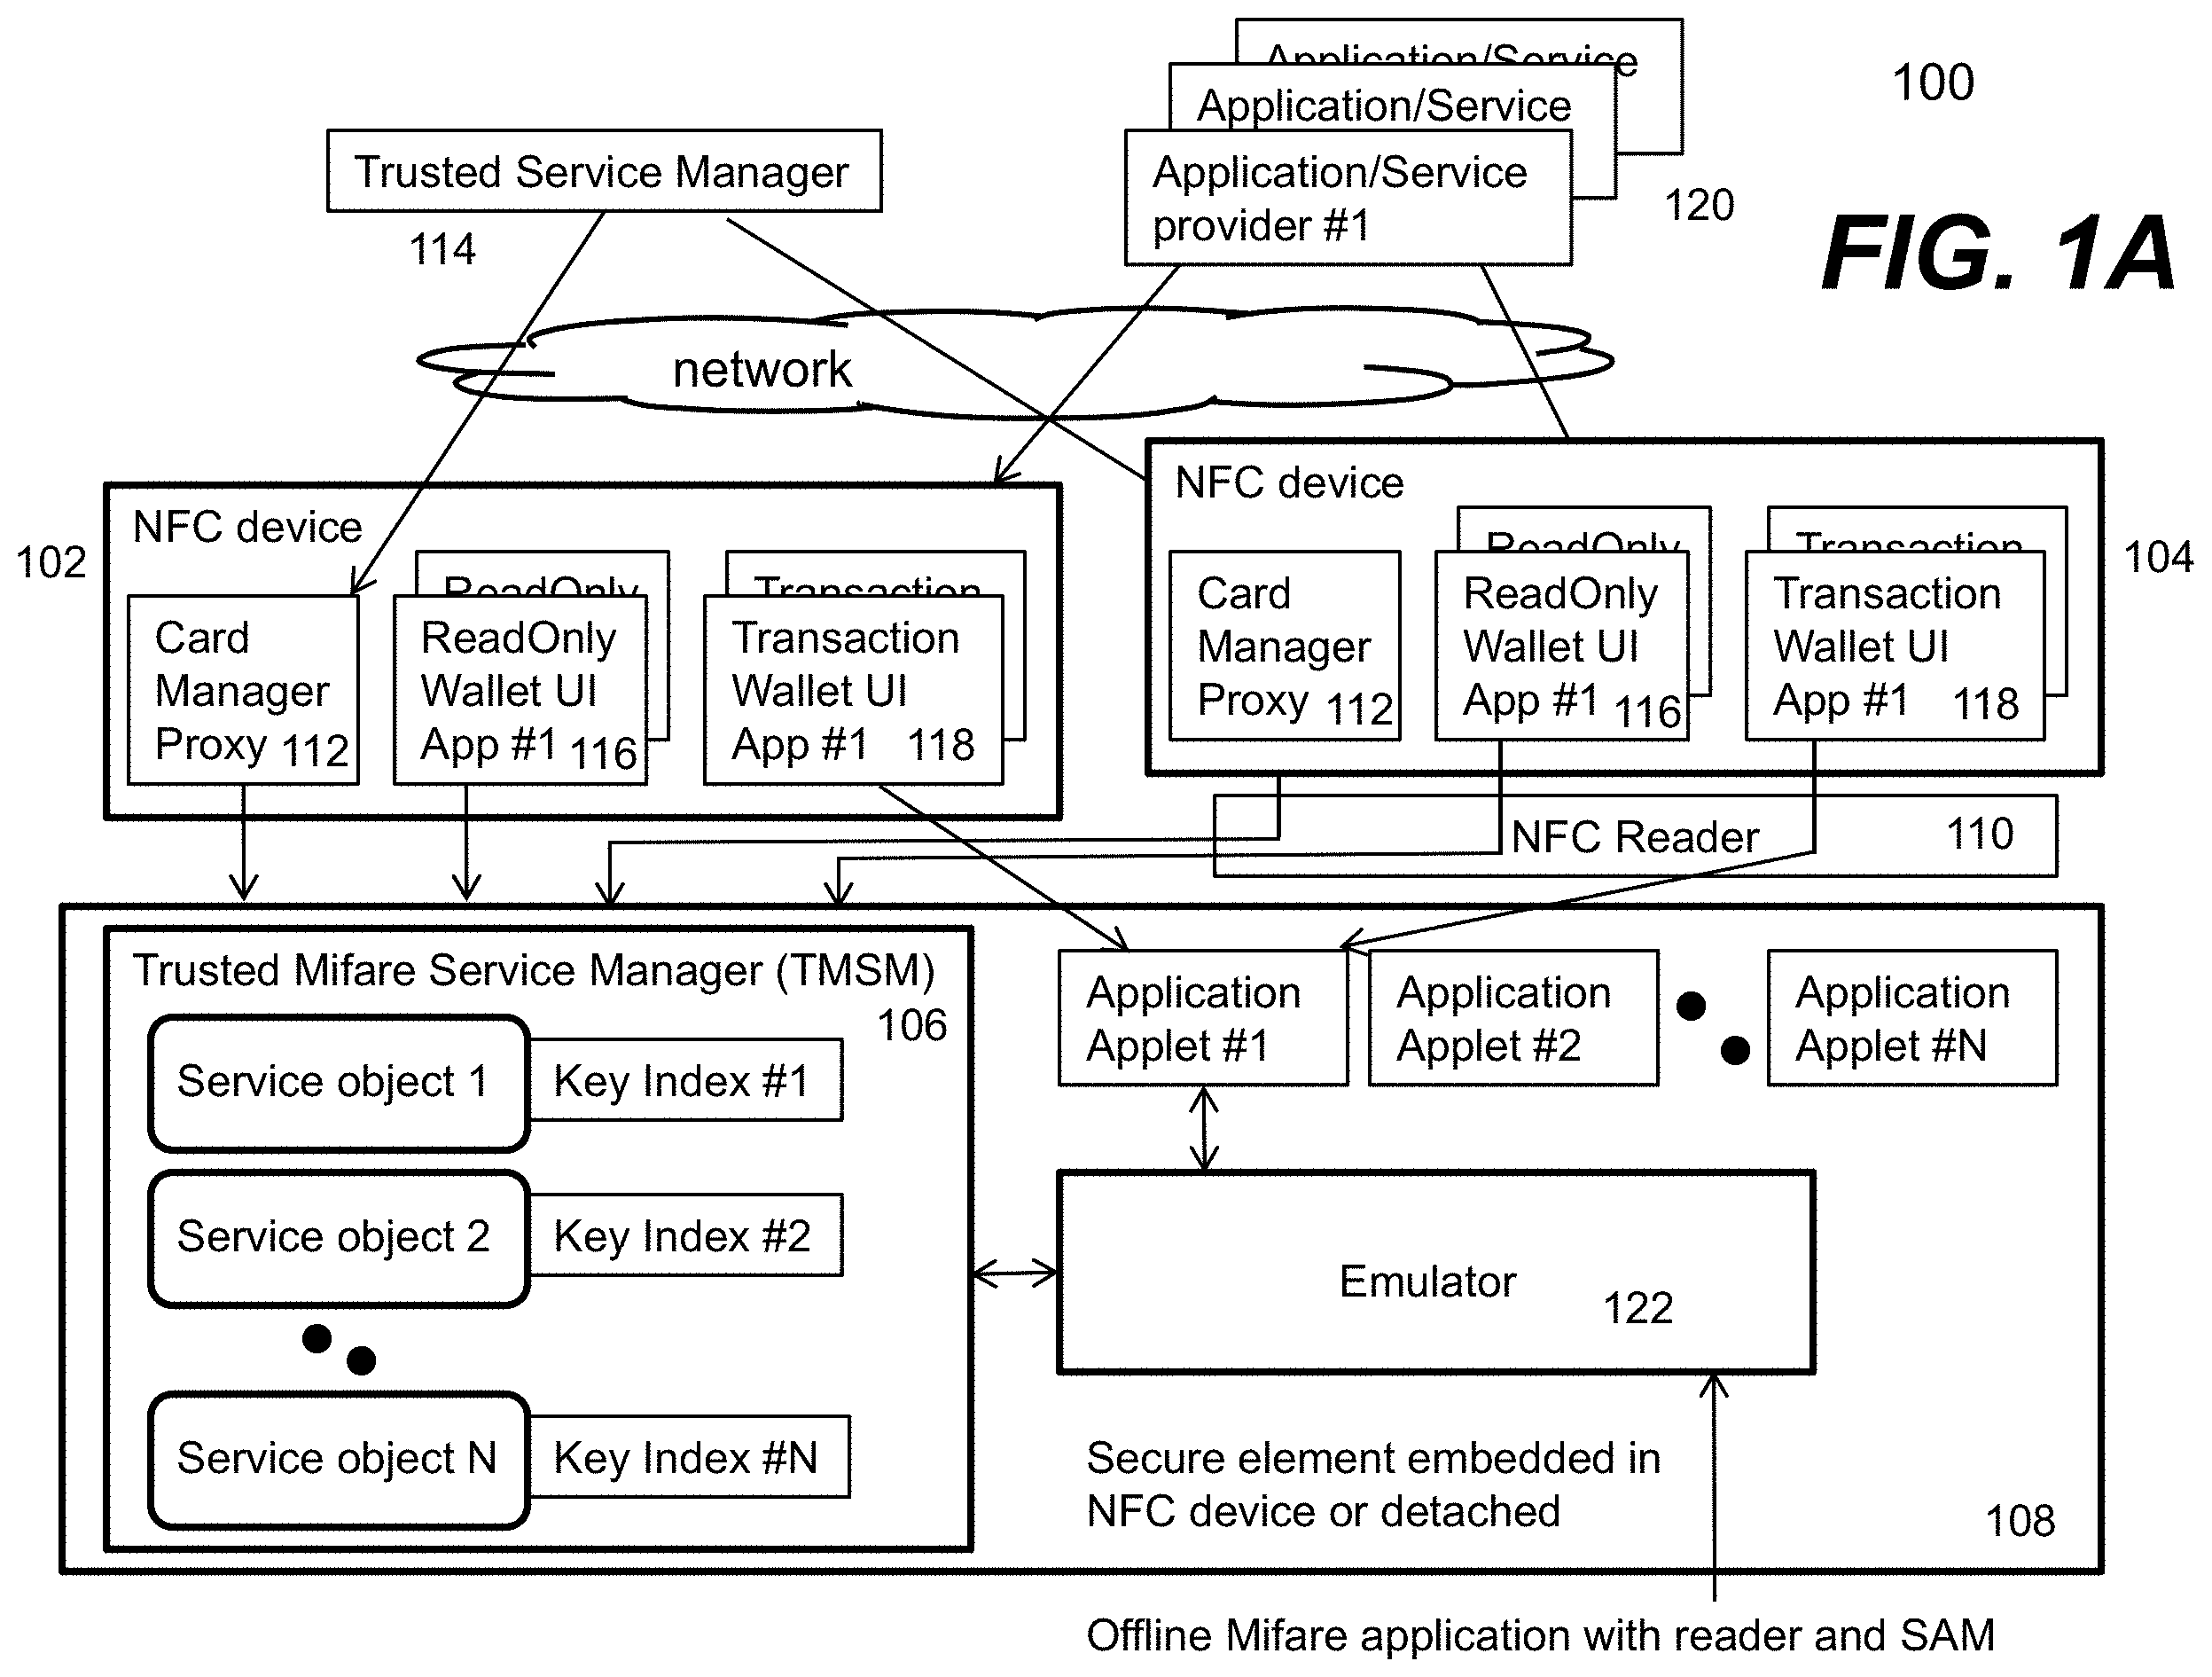 Application/Service
100
Application/Service
Trusted Service Manager
Application/Service
provider #1
120
114
FIG. 1A
network
NFC device
102
ReadOnly
Transaction
Card
Manager
Proxy 112
ReadOnly
Wallet UI
App #1 116
Transaction
Wallet UI
App #1 118
NFC device
104
ReadOnly
Transaction
Card
Manager
Proxy 112
ReadOnly
Wallet UI
App #1 116
Transaction
Wallet UI
App #1 118
NFC Reader 110
Trusted Mifare Service Manager (TMSM)
106
Service object 1 Key Index #1
Service object 2 Key Index #2
Service object N Key Index #N
Application
Applet #1
Application
Applet #2
Application
Applet #N
Emulator
122
Secure element embedded in
NFC device or detached
108
Offline Mifare application with reader and SAM